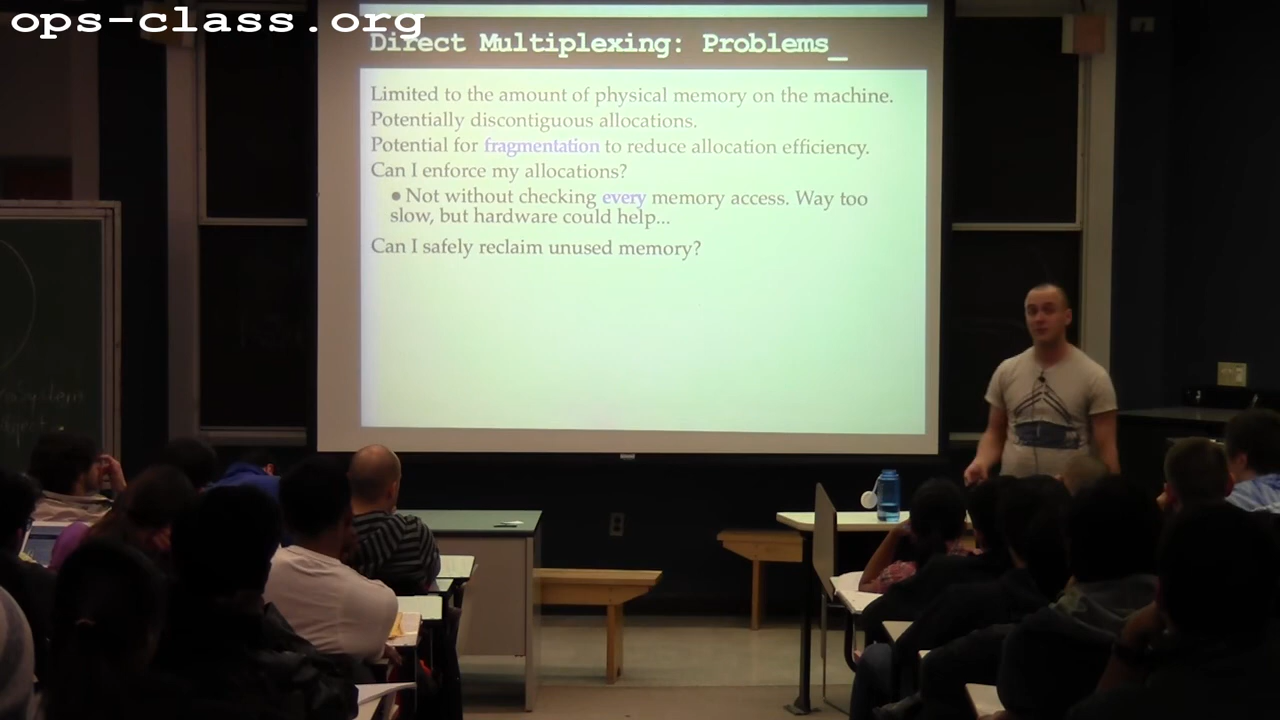 ops-class.org
Direct Multiplexing: Problems_
Limited to the amount of physical memory on the machine.
Potentially discontiguous allocations.
Potential for fragmentation to reduce allocation efficiency.
Can I enforce my allocations?
● Not without checking every memory access. Way too
slow, but hardware could help...
Can I safely reclaim unused memory?